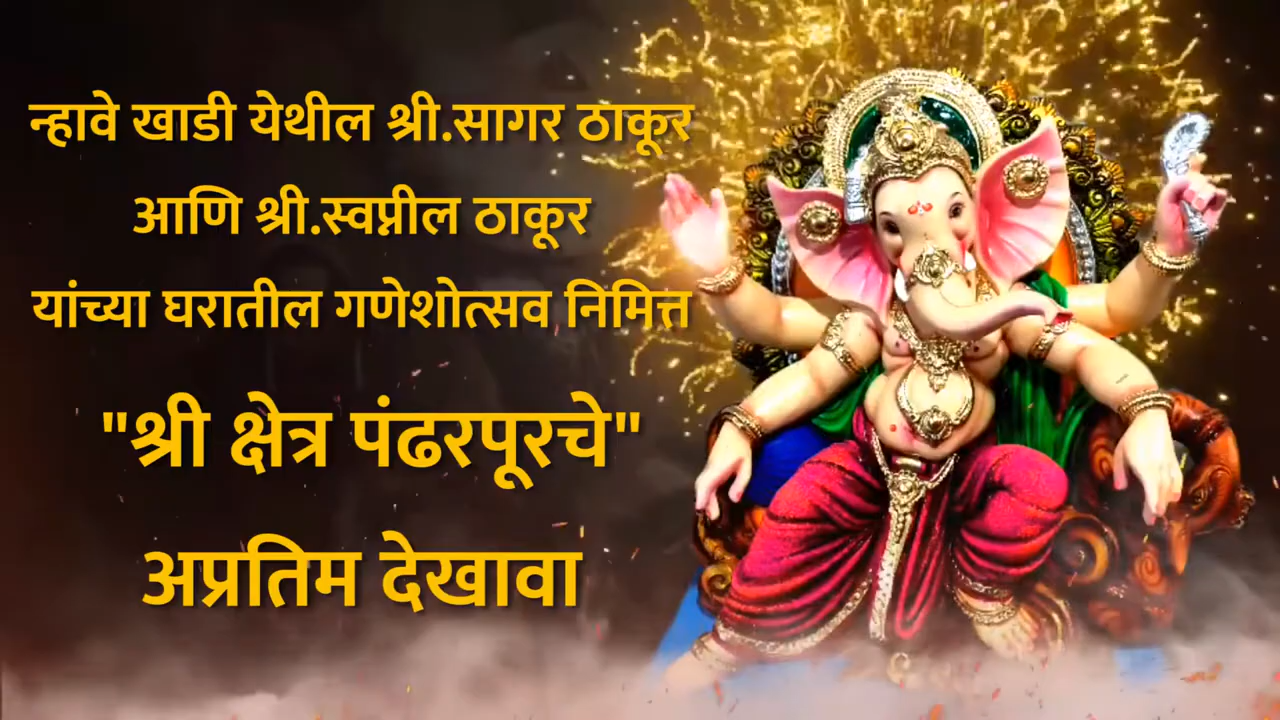 न्हावे खाडी येथील श्री.सागर ठाकूर
आणि श्री.स्वप्नील ठाकूर
यांच्या घरातील गणेशोत्सव निमित्त
"श्री क्षेत्र पंढरपूरचे"
अप्रतिम देखावा